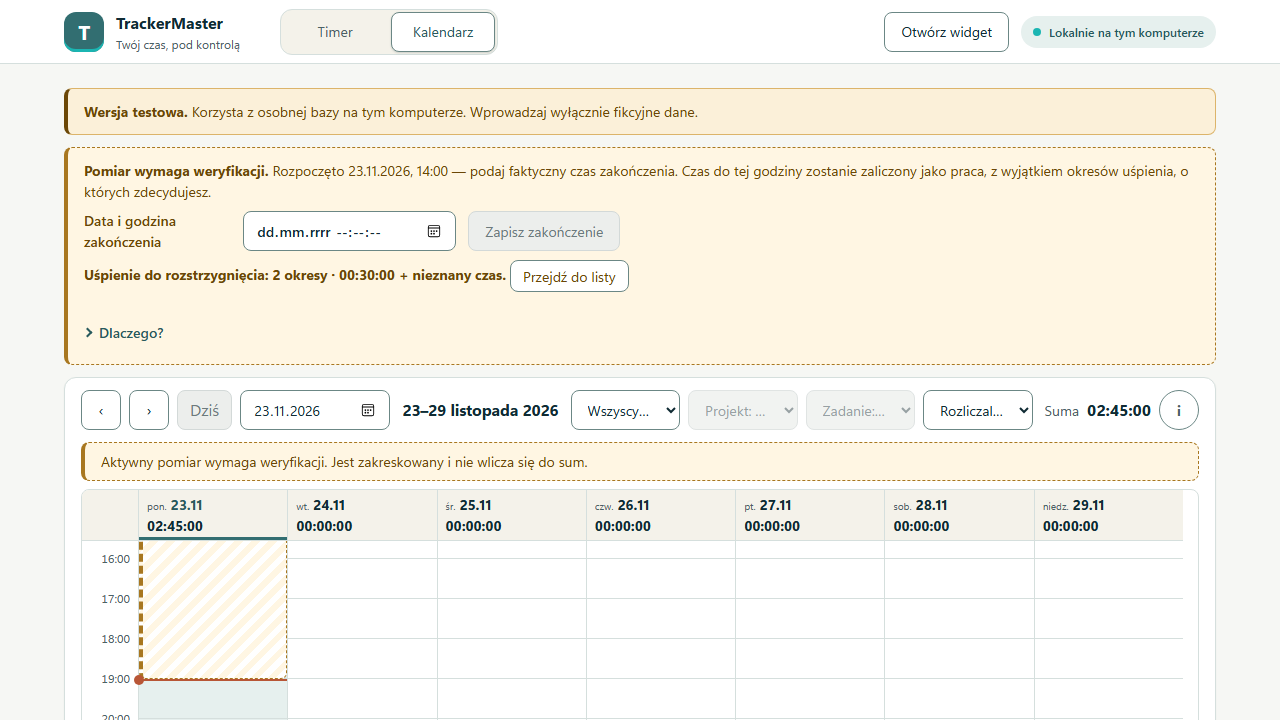 T
TrackerMaster
Twój czas, pod kontrolą
Timer
Kalendarz
Otwórz widget
Lokalnie na tym komputerze
Wersja testowa. Korzysta z osobnej bazy na tym komputerze. Wprowadzaj wyłącznie fikcyjne dane.
Pomiar wymaga weryfikacji. Rozpoczęto 23.11.2026, 14:00 — podaj faktyczny czas zakończenia. Czas do tej godziny zostanie zaliczony jako praca, z wyjątkiem okresów uśpienia, o
których zdecydujesz.
Data i godzina
zakończenia
dd.mm.rrrr --:--:--
Zapisz zakończenie
Uśpienie do rozstrzygnięcia: 2 okresy · 00:30:00 + nieznany czas.
Przejdź do listy
Dlaczego?
‹
›
Dziś
23.11.2026
23–29 listopada 2026
Wszyscy...
Projekt: ...
Zadanie:...
Rozliczal...
Suma 02:45:00
i
Aktywny pomiar wymaga weryfikacji. Jest zakreskowany i nie wlicza się do sum.
pon. 23.11
02:45:00
wt. 24.11
00:00:00
śr. 25.11
00:00:00
czw. 26.11
00:00:00
pt. 27.11
00:00:00
sob. 28.11
00:00:00
niedz. 29.11
00:00:00
16:00
17:00
18:00
19:00
20:00